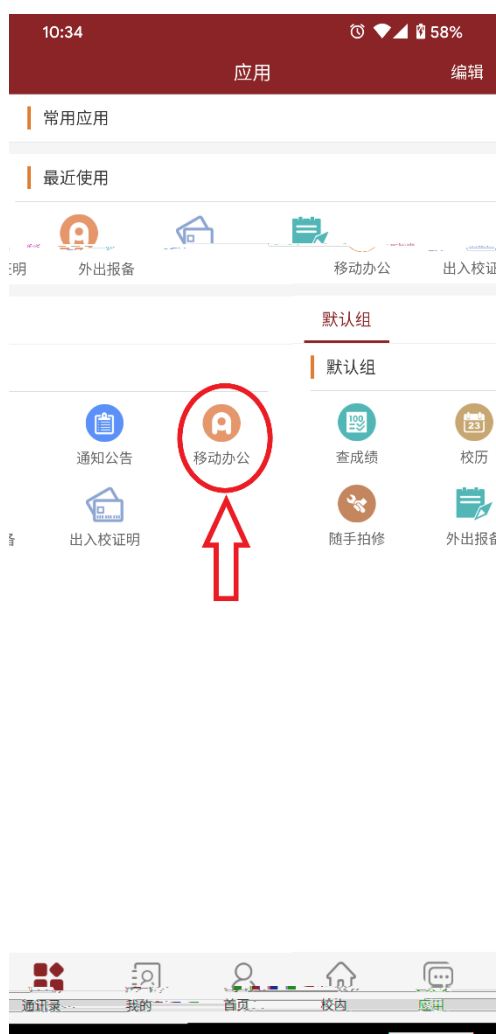 10:34 58%
应用 编辑
常用应用
最近使用
外出报备 移动办公 出入校证
默认组
默认组
通知公告 移动办公 查成绩 校历
出入校证明 随手拍修 外出报备
通讯录 我的 首页 校内 应用